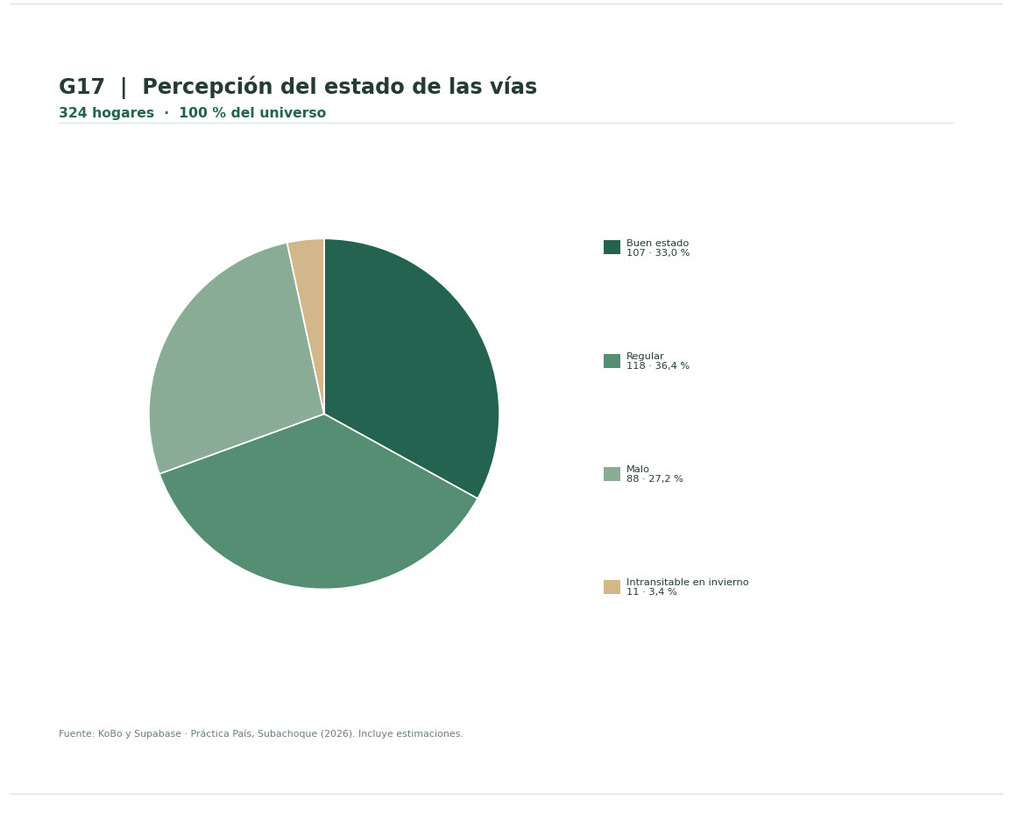 G17 | Percepción del estado de las vías
324 hogares · 100 % del universo
Buen estado
107 · 33,0 %
Regular
118 · 36,4 %
Malo
88 · 27,2 %
Intransitable en invierno
11 · 3,4 %
Fuente: KoBo y Supabase · Práctica País, Subachoque (2026). Incluye estimaciones.